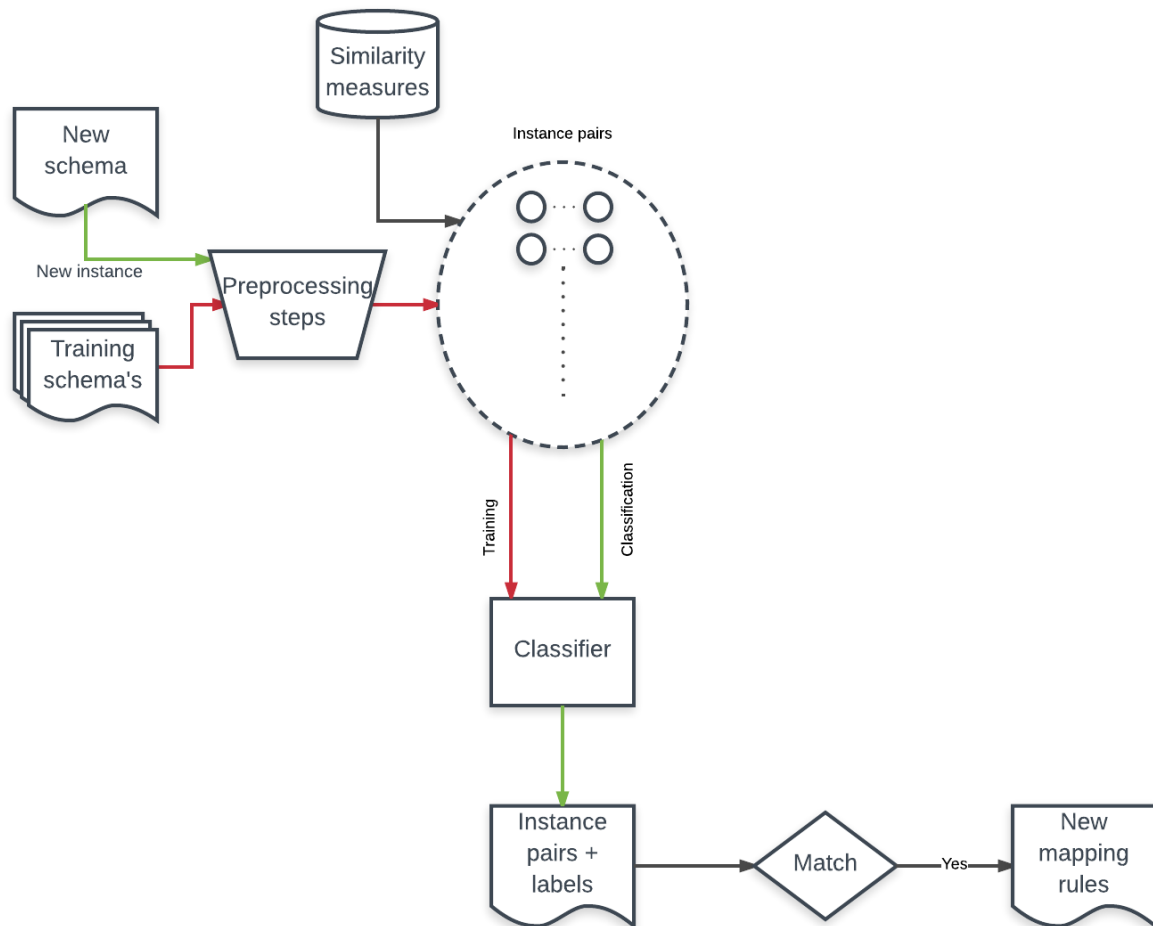 Similarity
measures
Instance pairs
New
schema
New instance
Preprocessing
steps
Training
schema's
Training
Classification
Classifier
Instance
pairs +
labels
Match
Yes
New
mapping
rules